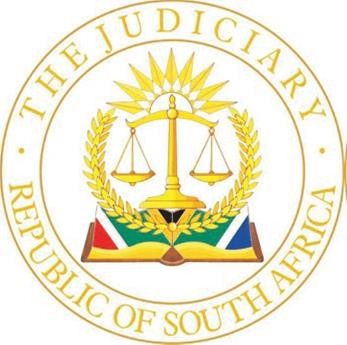 THE JUDICIARY
REPUBLIC OF SOUTH AFRICA